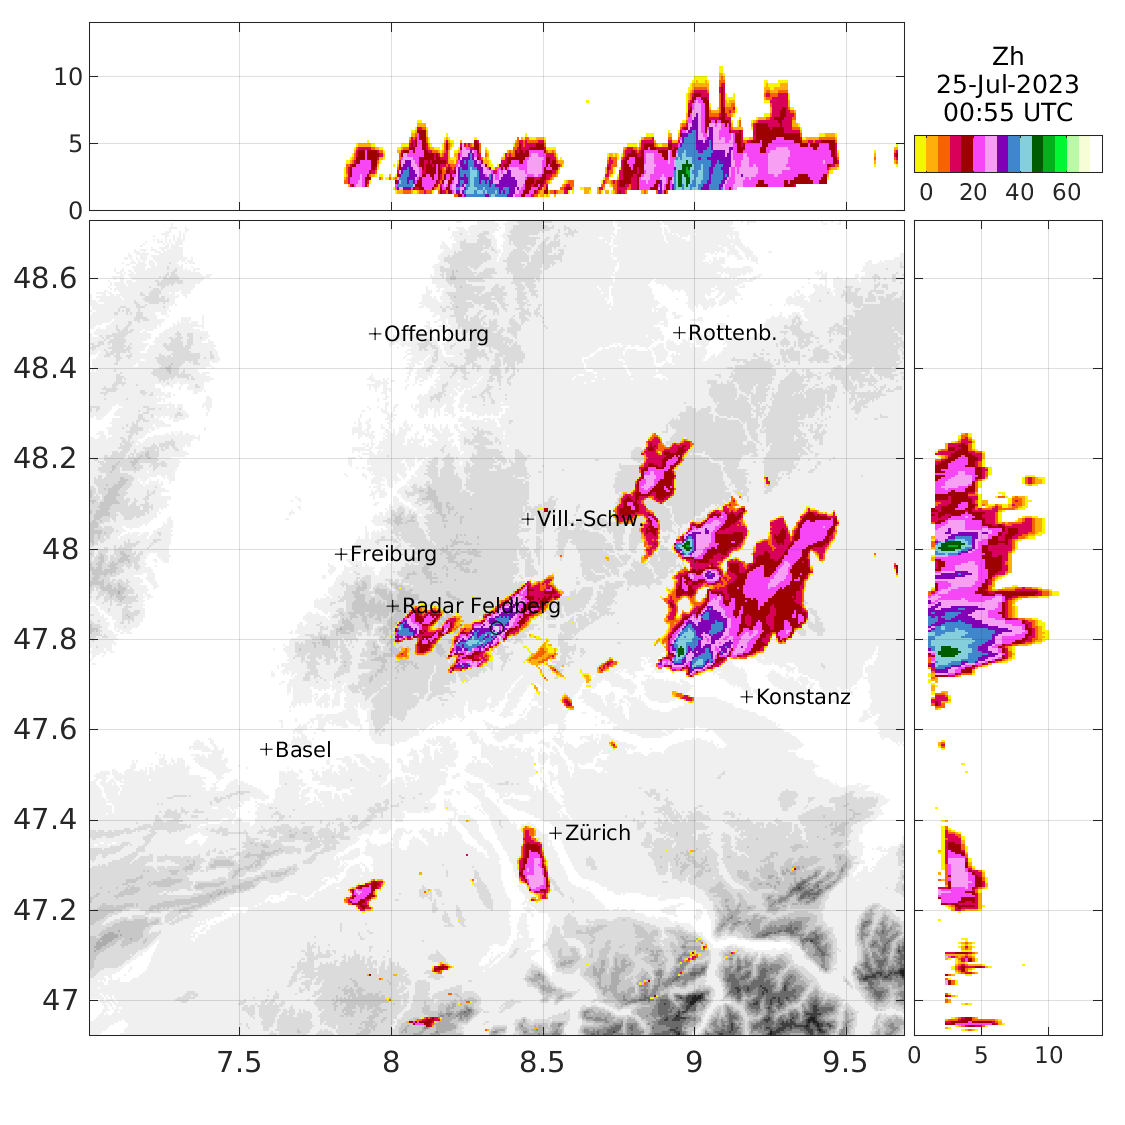 10
5
0
Zh
25-Jul-2023
00:55 UTC
0 20 40 60
48.6
48.4
48.2
48
47.8
47.6
47.4
47.2
47
+Offenburg
+Rottenb.
+Vill.-Schw.
+Freiburg
+Radar Feldberg
+Konstanz
+Basel
+Zürich
7.5 8 8.5 9 9.5
0 5 10